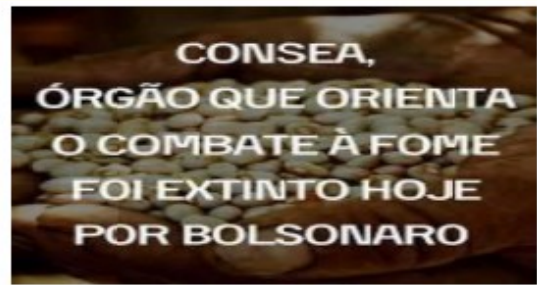 CONSEA,
ÓRGÃO QUE ORIENTA
O COMBATE À FOME
FOI EXTINTO HOJE
POR BOLSONARO